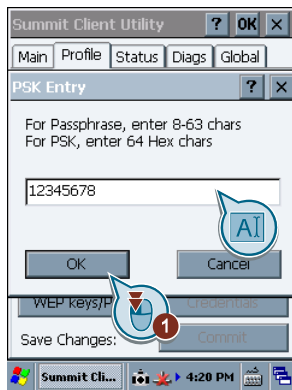 Summit Client Utility ? OK ×
Main Profile Status Diags Global
PSK Entry ? ×
For Passphrase, enter 8-63 chars
For PSK, enter 64 Hex chars
12345678
AI
OK Cancel
1
WEP keys/P Credentials
Save Changes: Commit
Summit Cli... 4:20 PM